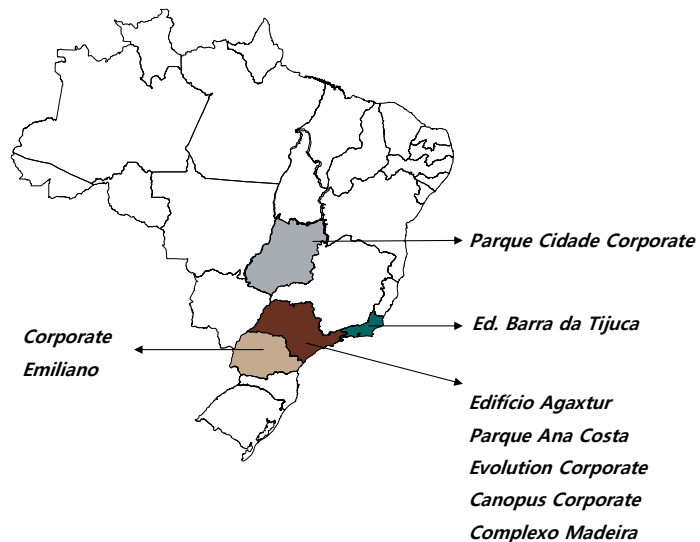 Parque Cidade Corporate
Ed. Barra da Tijuca
Corporate
Emiliano
Edifício Agaxtur
Parque Ana Costa
Evolution Corporate
Canopus Corporate
Complexo Madeira